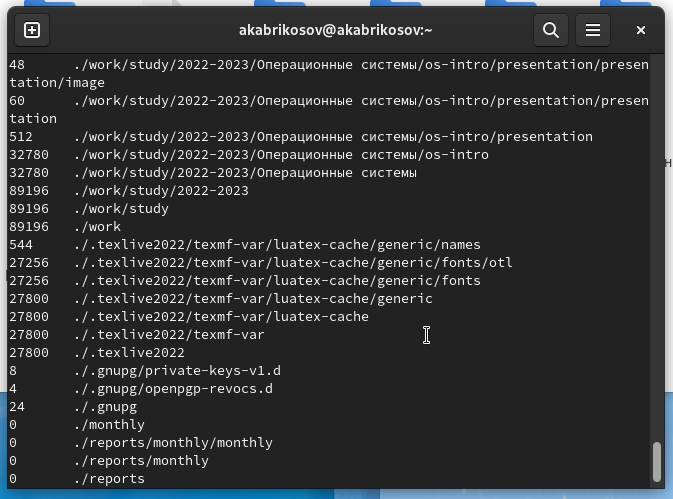 akabrikosov@akabrikosov:~
48 ./work/study/2022-2023/Операционные системы/os-intro/presentation/presen
tation/image
60 ./work/study/2022-2023/Операционные системы/os-intro/presentation/presen
tation
512 ./work/study/2022-2023/Операционные системы/os-intro/presentation
32780 ./work/study/2022-2023/Операционные системы/os-intro
32780 ./work/study/2022-2023/Операционные системы
89196 ./work/study/2022-2023
89196 ./work/study
89196 ./work
544 ./.texlive2022/texmf-var/luatex-cache/generic/names
27256 ./.texlive2022/texmf-var/luatex-cache/generic/fonts/otl
27256 ./.texlive2022/texmf-var/luatex-cache/generic/fonts
27800 ./.texlive2022/texmf-var/luatex-cache/generic
27800 ./.texlive2022/texmf-var/luatex-cache
27800 ./.texlive2022/texmf-var
27800 ./.texlive2022
8 ./.gnupg/private-keys-v1.d
4 ./.gnupg/openpgp-revocs.d
24 ./.gnupg
0 ./monthly
0 ./reports/monthly/monthly
0 ./reports/monthly
0 ./reports